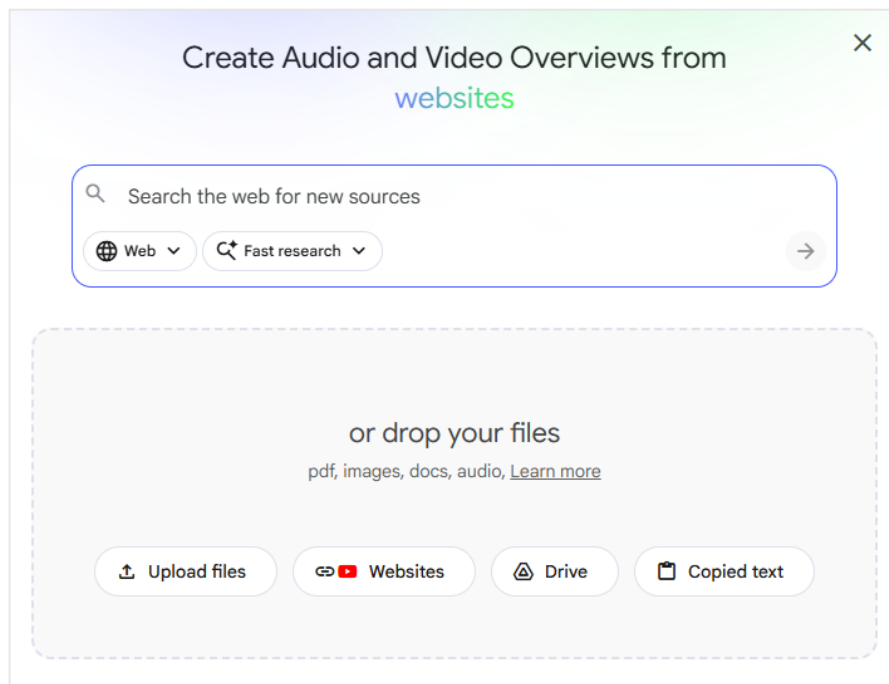 Create Audio and Video Overviews from
websites
Search the web for new sources
Web
Fast research
or drop your files
pdf, images, docs, audio, Learn more
Upload files
Websites
Drive
Copied text